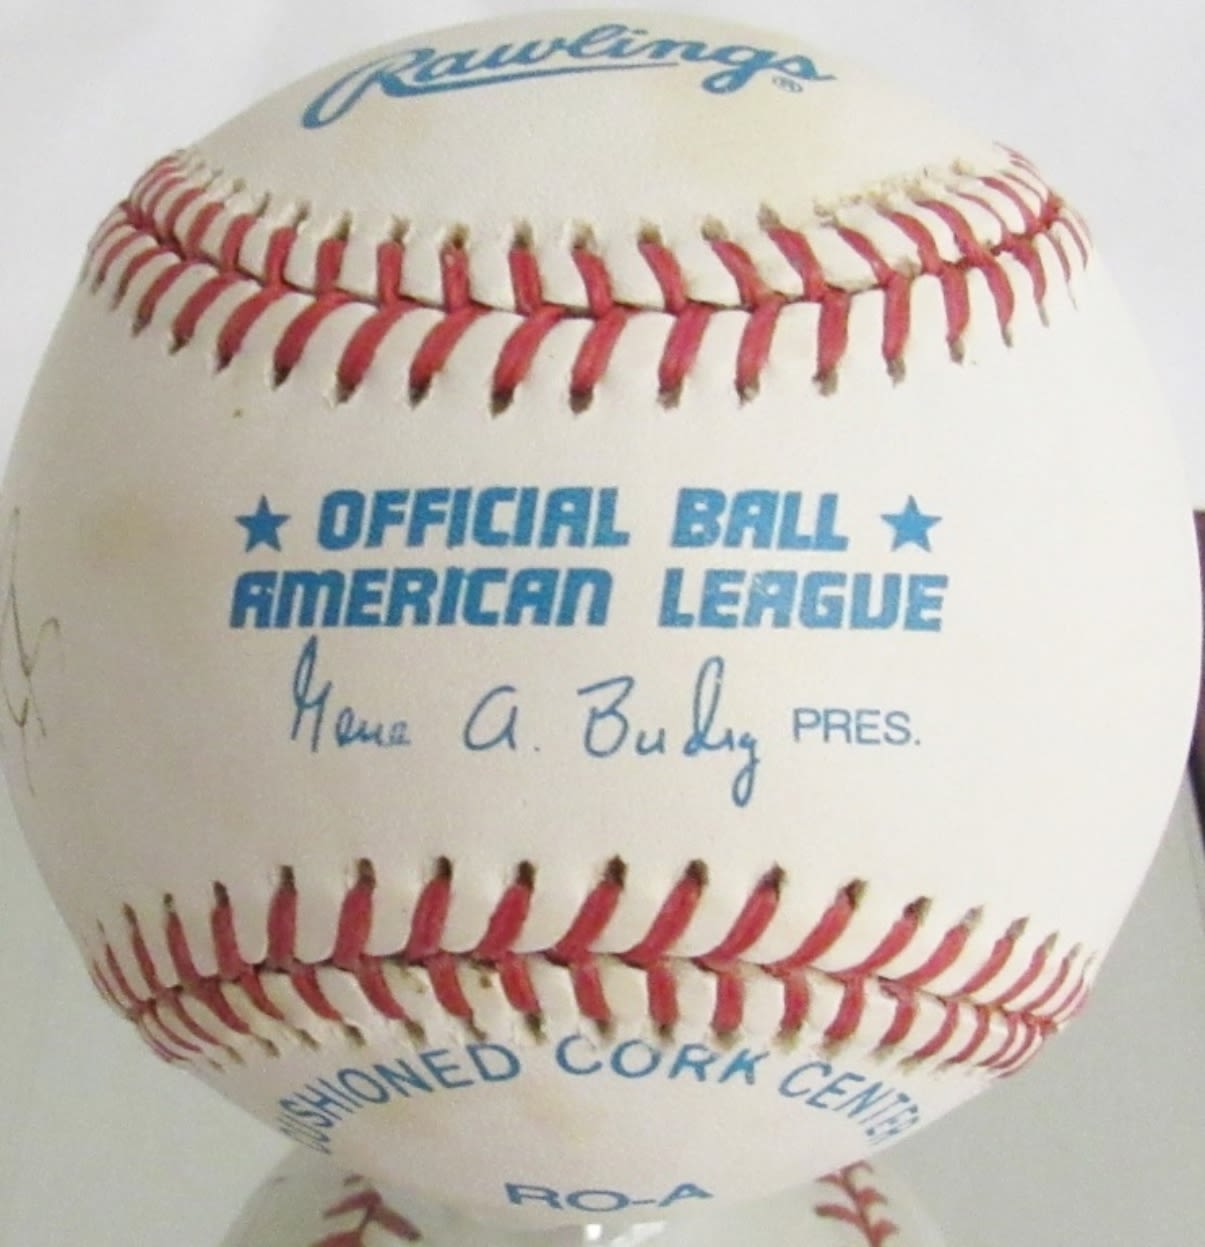 Rawlings®
★ OFFICIAL BALL ★
AMERICAN LEAGUE
Gene A. Budig PRES.
CUSHIONED CORK CENTER
RO-A